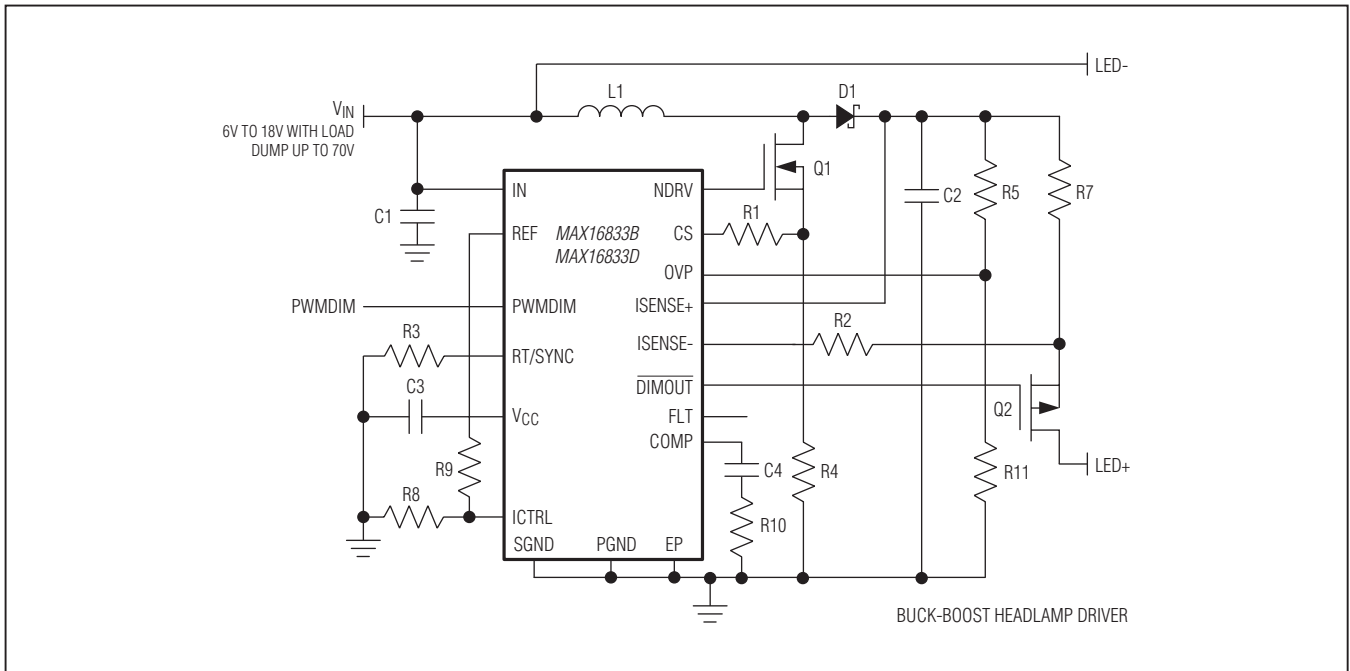 LED-
L1
D1
VIN
6V TO 18V WITH LOAD
DUMP UP TO 70V
Q1
IN
NDRV
C2
R5
R7
C1
R1
REF
MAX16833B
MAX16833D
CS
OVP
PWMDIM
PWMDIM
ISENSE+
R3
R2
RT/SYNC
ISENSE-
C3
DIMOUT
Q2
VCC
FLT
COMP
R9
C4
R4
R11
LED+
R8
ICTRL
R10
SGND
PGND
EP
BUCK-BOOST HEADLAMP DRIVER